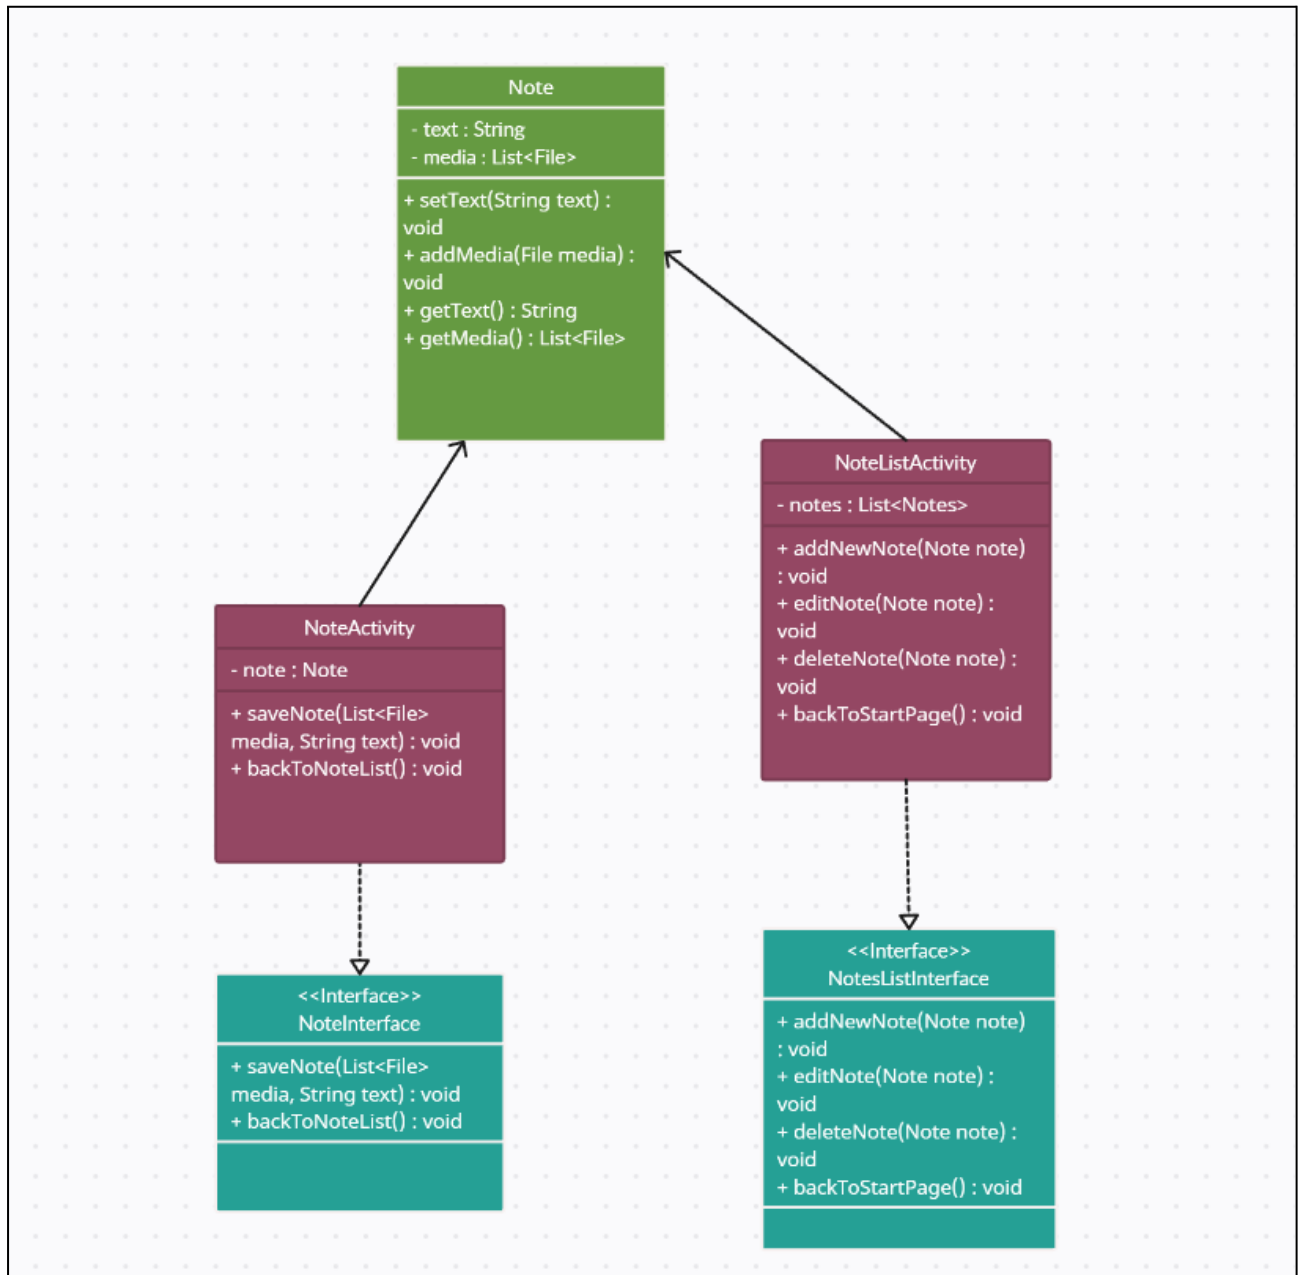 Note
- text : String
- media : List<File>
+ setText(String text) :
void
+ addMedia(File media) :
void
+ getText() : String
+ getMedia() : List<File>
NoteListActivity
- notes : List<Notes>
+ addNewNote(Note note)
: void
+ editNote(Note note) :
void
+ deleteNote(Note note) :
void
+ backToStartPage() : void
NoteActivity
- note : Note
+ saveNote(List<File>
media, String text) : void
+ backToNoteList() : void
<<Interface>>
NotesListInterface
+ addNewNote(Note note)
: void
+ editNote(Note note) :
void
+ deleteNote(Note note) :
void
+ backToStartPage() : void
<<Interface>>
NoteInterface
+ saveNote(List<File>
media, String text) : void
+ backToNoteList() : void